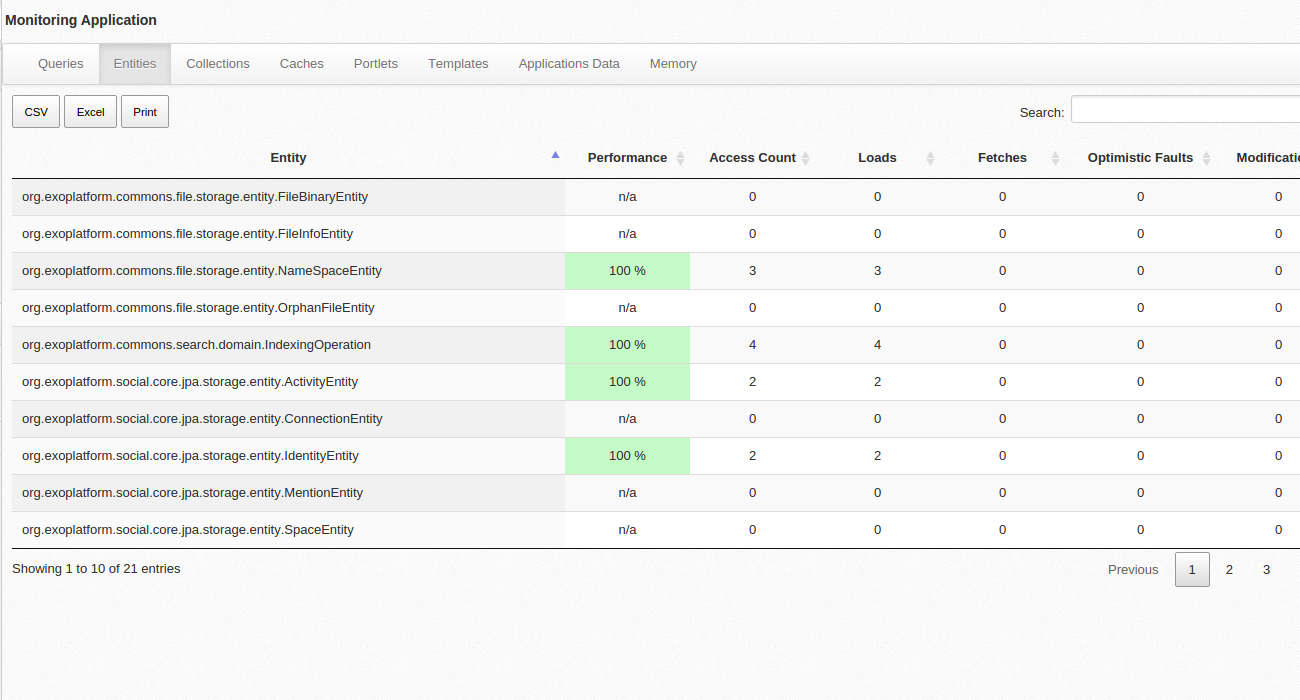 Monitoring Application
Queries Entities Collections Caches Portlets Templates Applications Data Memory
CSV Excel Print Search:
Entity Performance Access Count Loads Fetches Optimistic Faults Modificatio
org.exoplatform.commons.file.storage.entity.FileBinaryEntity n/a 0 0 0 0 0
org.exoplatform.commons.file.storage.entity.FileInfoEntity n/a 0 0 0 0 0
org.exoplatform.commons.file.storage.entity.NameSpaceEntity 100 % 3 3 0 0 0
org.exoplatform.commons.file.storage.entity.OrphanFileEntity n/a 0 0 0 0 0
org.exoplatform.commons.search.domain.IndexingOperation 100 % 4 4 0 0 0
org.exoplatform.social.core.jpa.storage.entity.ActivityEntity 100 % 2 2 0 0 0
org.exoplatform.social.core.jpa.storage.entity.ConnectionEntity n/a 0 0 0 0 0
org.exoplatform.social.core.jpa.storage.entity.IdentityEntity 100 % 2 2 0 0 0
org.exoplatform.social.core.jpa.storage.entity.MentionEntity n/a 0 0 0 0 0
org.exoplatform.social.core.jpa.storage.entity.SpaceEntity n/a 0 0 0 0 0
Showing 1 to 10 of 21 entries Previous 1 2 3